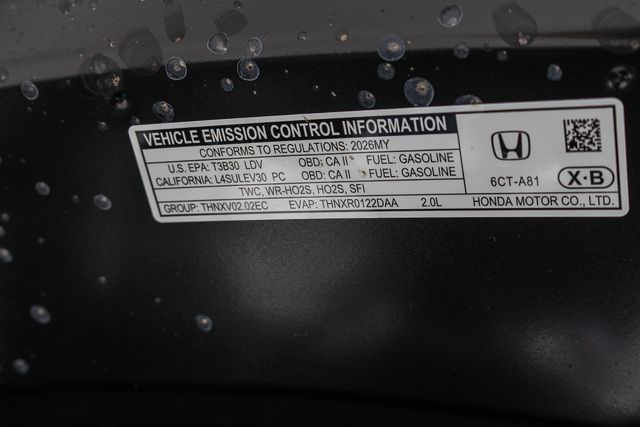 VEHICLE EMISSION CONTROL INFORMATION
CONFORMS TO REGULATIONS: 2026MY
U.S. EPA: T3B30 LDV OBD: CA II FUEL: GASOLINE
CALIFORNIA: L4SULEV30 PC OBD: CA II FUEL: GASOLINE
TWC, WR-HO2S, HO2S, SFI
GROUP: THNXV02.02EC EVAP: THNXR0122DAA 2.0L
6CT-A81
X·B
HONDA MOTOR CO., LTD.